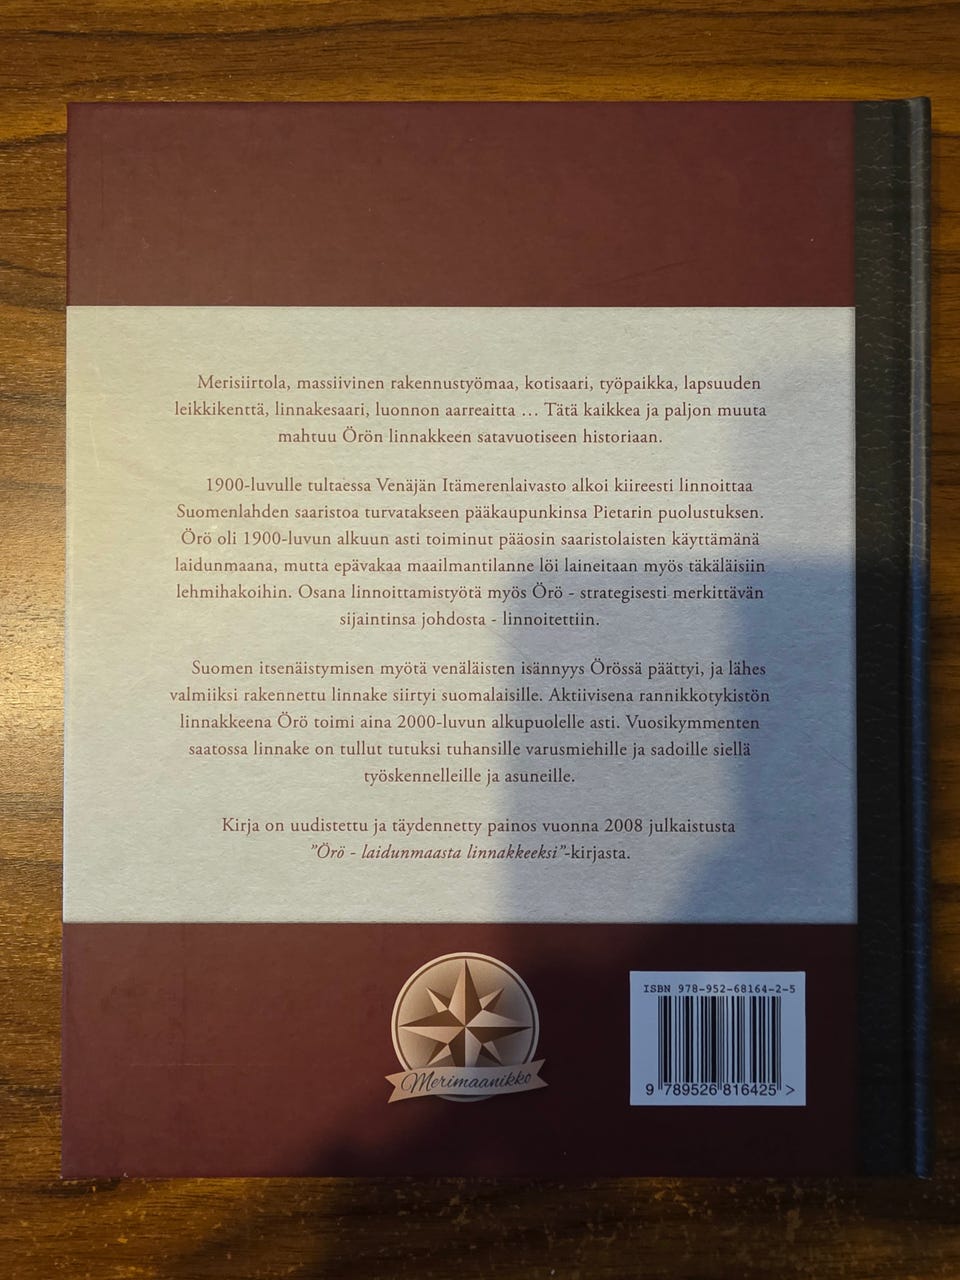 Merisiirtola, massiivinen rakennustyömaa, kotisaari, työpaikka, lapsuuden
leikkikenttä, linnakesaari, luonnon aarreaitta … Tätä kaikkea ja paljon muuta
mahtuu Örön linnakkeen satavuotiseen historiaan.
1900-luvulle tultaessa Venäjän Itämerenlaivasto alkoi kiireesti linnoittaa
Suomenlahden saaristoa turvatakseen pääkaupunkinsa Pietarin puolustuksen.
Örö oli 1900-luvun alkuun asti toiminut pääosin saaristolaisten käyttämänä
laidunmaana, mutta epävakaa maailmantilanne löi laineitaan myös täkäläisiin
lehmihakoihin. Osana linnoittamistyötä myös Örö - strategisesti merkittävän
sijaintinsa johdosta - linnoitettiin.
Suomen itsenäistymisen myötä venäläisten isännyys Örössä päättyi, ja lähes
valmiiksi rakennettu linnake siirtyi suomalaisille. Aktiivisena rannikkotykistön
linnakkeena Örö toimi aina 2000-luvun alkupuolelle asti. Vuosikymmenten
saatossa linnake on tullut tutuksi tuhansille varusmiehille ja sadoille siellä
työskennelleille ja asuneille.
Kirja on uudistettu ja täydennetty painos vuonna 2008 julkaistusta
”Örö - laidunmaasta linnakkeeksi”-kirjasta.
Merimaanikko
ISBN 978-952-68164-2-5
9 789526 816425 >